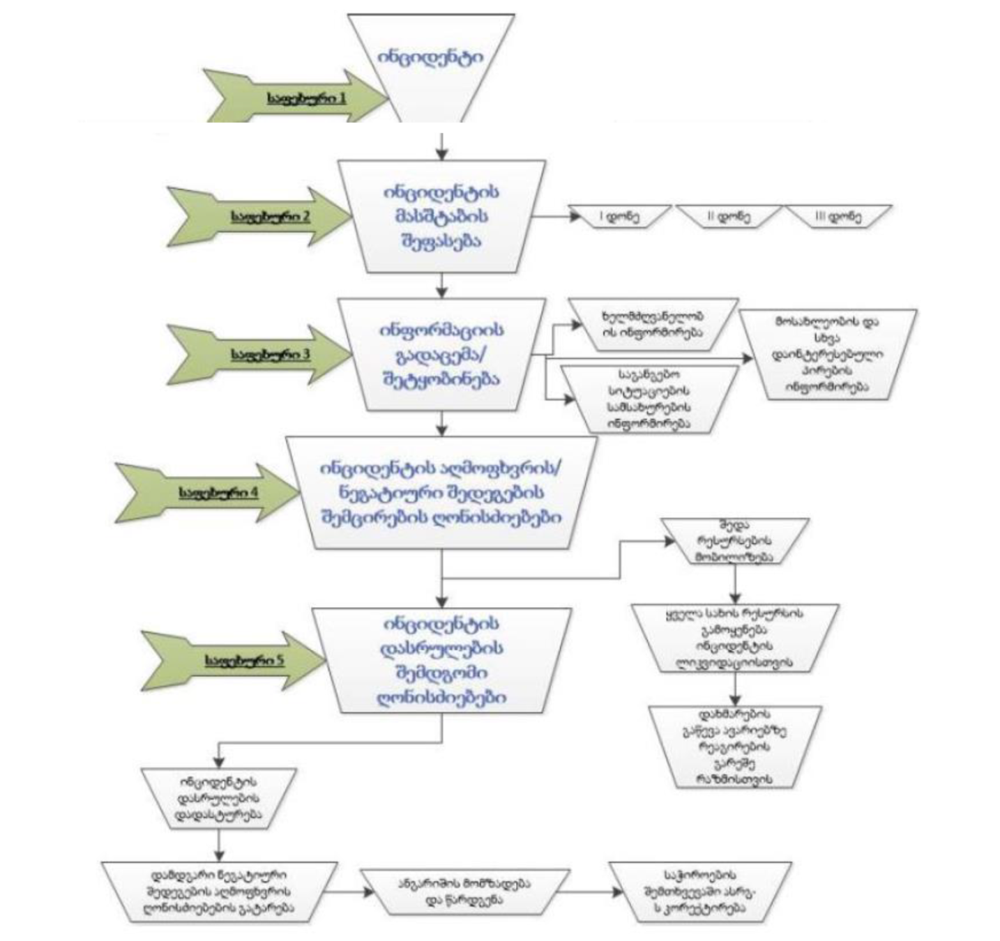 ინციდენტი
საფეხური 1
ინციდენტის
მასშტაბის
შეფასება
საფეხური 2
I დონე
II დონე
III დონე
ინფორმაციის
გადაცემა/
შეტყობინება
საფეხური 3
ხელმძღვანელობ
ის ინფორმირება
მოსახლეობის და
სხვა
დაინტერესებული
პირების
ინფორმირება
საგანგებო
სიტუაციების
სამსახურების
ინფორმირება
ინციდენტის აღმოფხვრის/
ნეგატიური შედეგების
შემცირების ღონისძიებები
საფეხური 4
შედა
რესურსების
მობილიზება
ყველა სახის რესურსის
გამოყენება
ინციდენტის
ლიკვიდაციისთვის
დახმარების
გაწევა ავარიებზე
რეაგირების
გარეშე
რაზმისთვის
ინციდენტის
დასრულების
შემდგომი
ღონისძიებები
საფეხური 5
ინციდენტის
დასრულების
დადასტურება
დამდგარი ნეგატიური
შედეგების აღმოფხვრის
ღონისძიებების გატარება
ანგარიშის მომზადება
და წარდგენა
საჭიროების
შემთხვევაში ასრგ-
ს კორექტირება